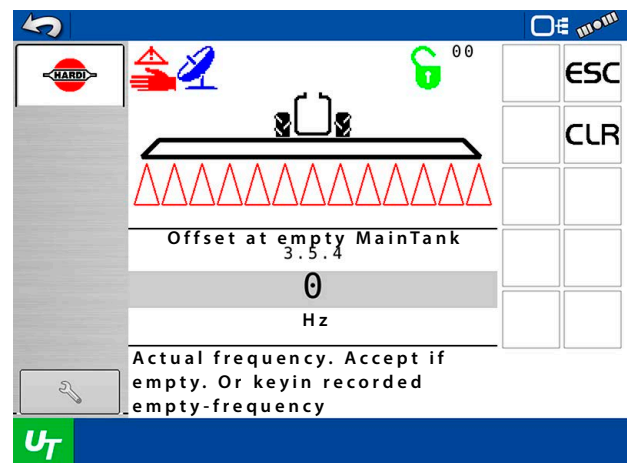 HARDI
00
ESC
CLR
Offset at empty MainTank
3.5.4
0
Hz
Actual frequency. Accept if
empty. Or keyin recorded
empty-frequency
UT